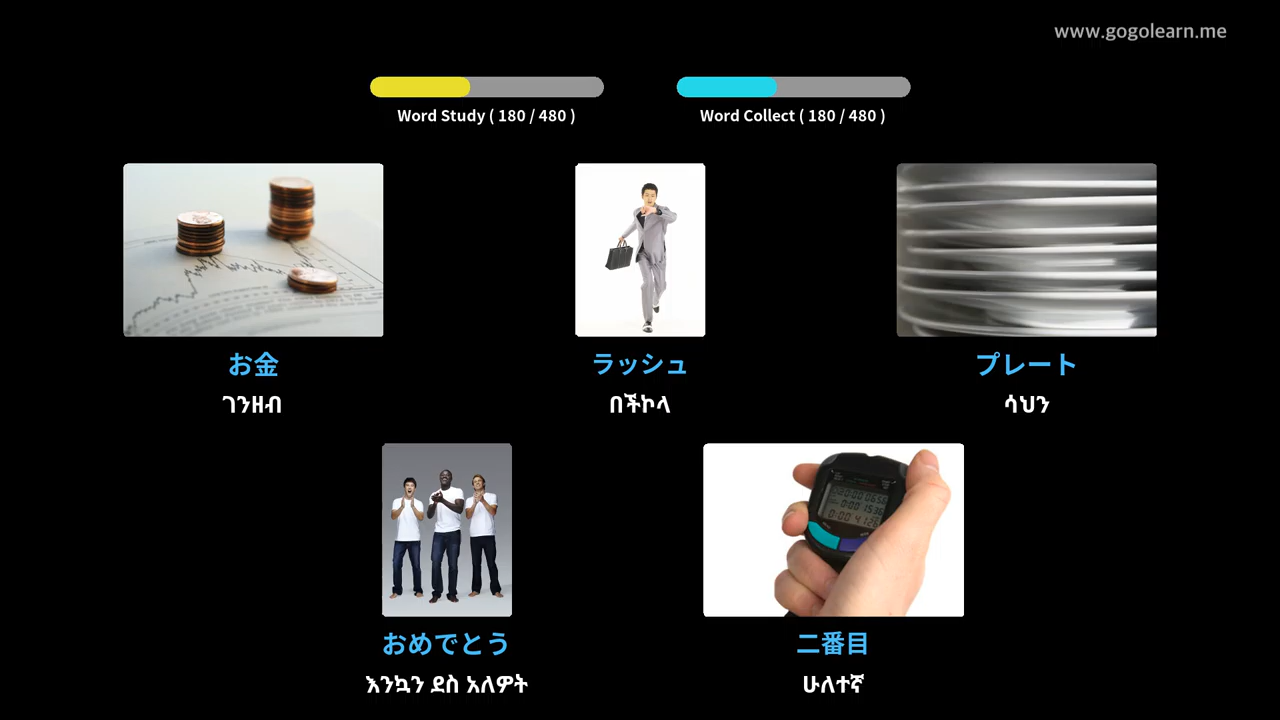 www.gogolearn.me
Word Study ( 180 / 480 )
Word Collect ( 180 / 480 )
お金
ገንዘብ
ラッシュ
በችኮላ
プレート
ሳህን
おめでとう
እንኳን ደስ አለዎት
二番目
ሁለተኛ